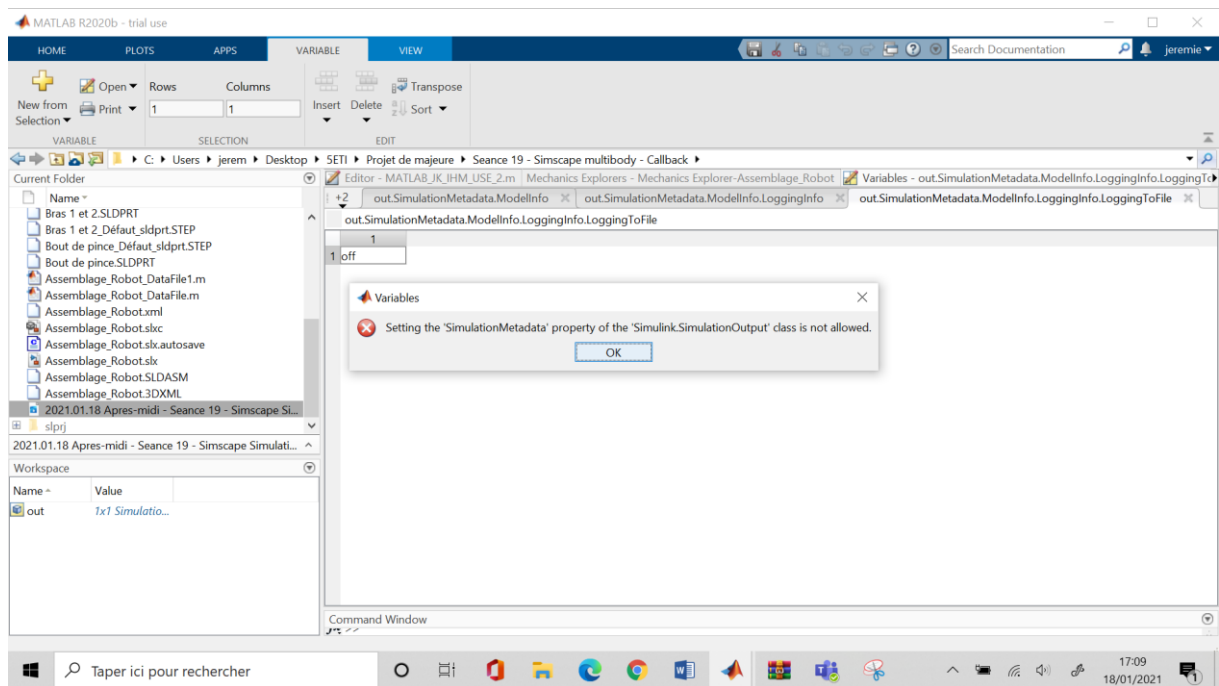 MATLAB R2020b - trial use
HOME PLOTS APPS VARIABLE VIEW Search Documentation jeremie
New from Selection Open Print Rows Columns 1 1 Insert Delete Transpose Sort
VARIABLE SELECTION EDIT
C: Users jerem Desktop 5ETI Projet de majeure Seance 19 - Simscape multibody - Callback
Current Folder
Name
Bras 1 et 2.SLDPRT
Bras 1 et 2_Défaut_sldprt.STEP
Bout de pince_Défaut_sldprt.STEP
Bout de pince.SLDPRT
Assemblage_Robot_DataFile1.m
Assemblage_Robot_DataFile.m
Assemblage_Robot.xml
Assemblage_Robot.slxc
Assemblage_Robot.slx.autosave
Assemblage_Robot.slx
Assemblage_Robot.SLDASM
Assemblage_Robot.3DXML
2021.01.18 Apres-midi - Seance 19 - Simscape Si...
slprj
2021.01.18 Apres-midi - Seance 19 - Simscape Simulati...
Workspace
Name Value
out 1x1 Simulatio...
Editor - MATLAB_JK_IHM_USE_2.m Mechanics Explorers - Mechanics Explorer-Assemblage_Robot Variables - out.SimulationMetadata.ModelInfo.LoggingInfo.LoggingTo
+2 out.SimulationMetadata.ModelInfo out.SimulationMetadata.ModelInfo.LoggingInfo out.SimulationMetadata.ModelInfo.LoggingInfo.LoggingToFile
out.SimulationMetadata.ModelInfo.LoggingInfo.LoggingToFile
1
1 off
Variables
Setting the 'SimulationMetadata' property of the 'Simulink.SimulationOutput' class is not allowed.
OK
Command Window
Taper ici pour rechercher
17:09
18/01/2021